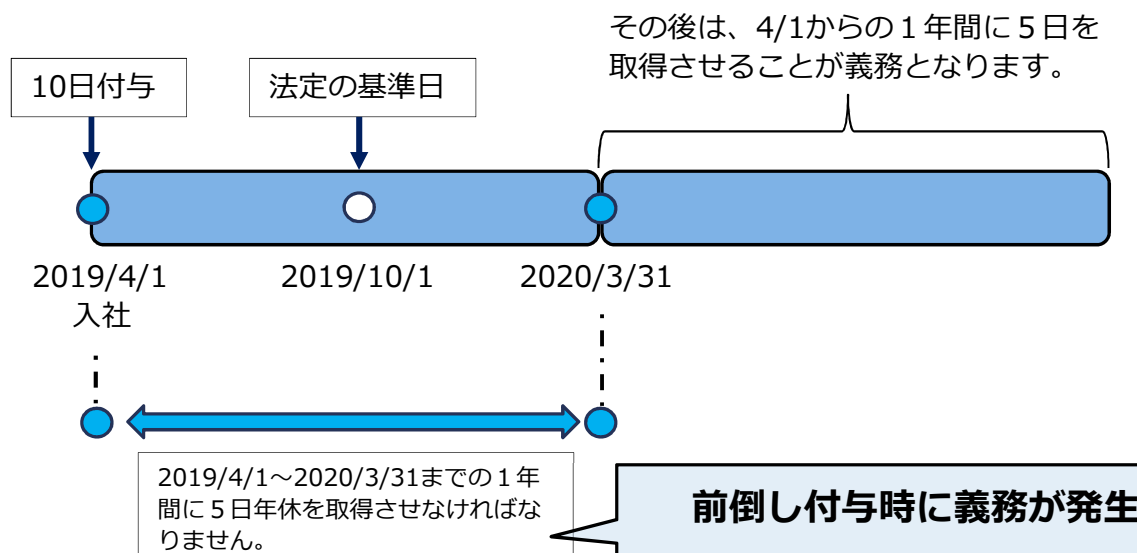 その後は、4/1からの１年間に５日を
取得させることが義務となります。
10日付与
法定の基準日
2019/4/1
入社
2019/10/1
2020/3/31
2019/4/1～2020/3/31までの１年
間に５日年休を取得させなければな
りません。
前倒し付与時に義務が発生